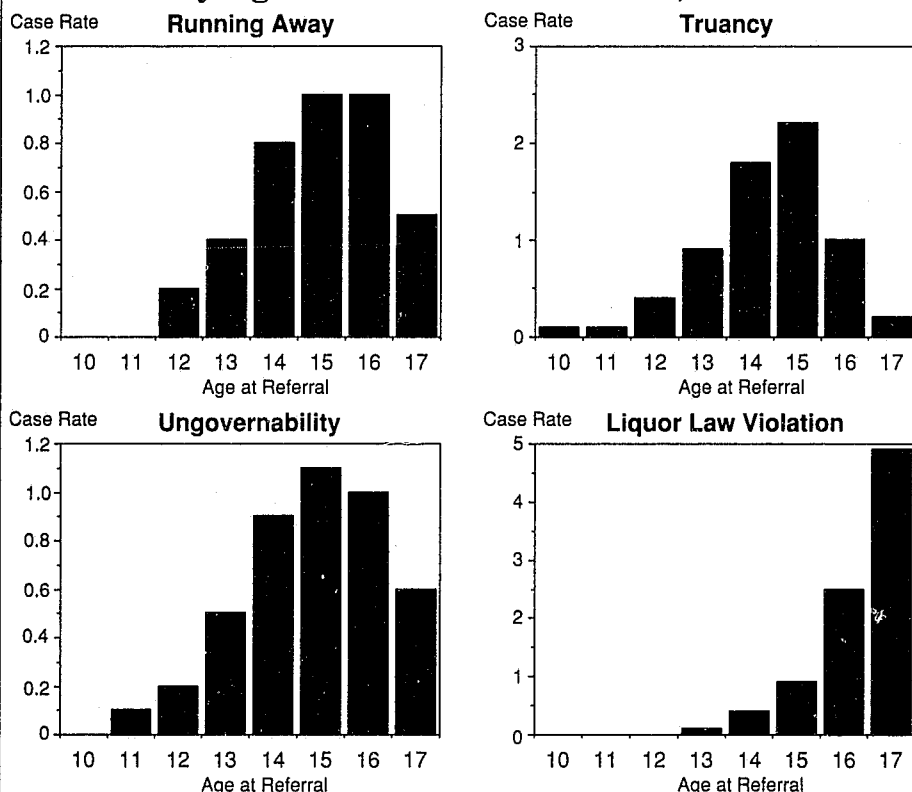 Case Rate Running Away
1.2
1.0
0.8
0.6
0.4
0.2
0
10 11 12 13 14 15 16 17
Age at Referral
Case Rate Truancy
3
2
1
0
10 11 12 13 14 15 16 17
Age at Referral
Case Rate Ungovernability
1.2
1.0
0.8
0.6
0.4
0.2
0
10 11 12 13 14 15 16 17
Age at Referral
Case Rate Liquor Law Violation
5
4
3
2
1
0
10 11 12 13 14 15 16 17
Age at Referral